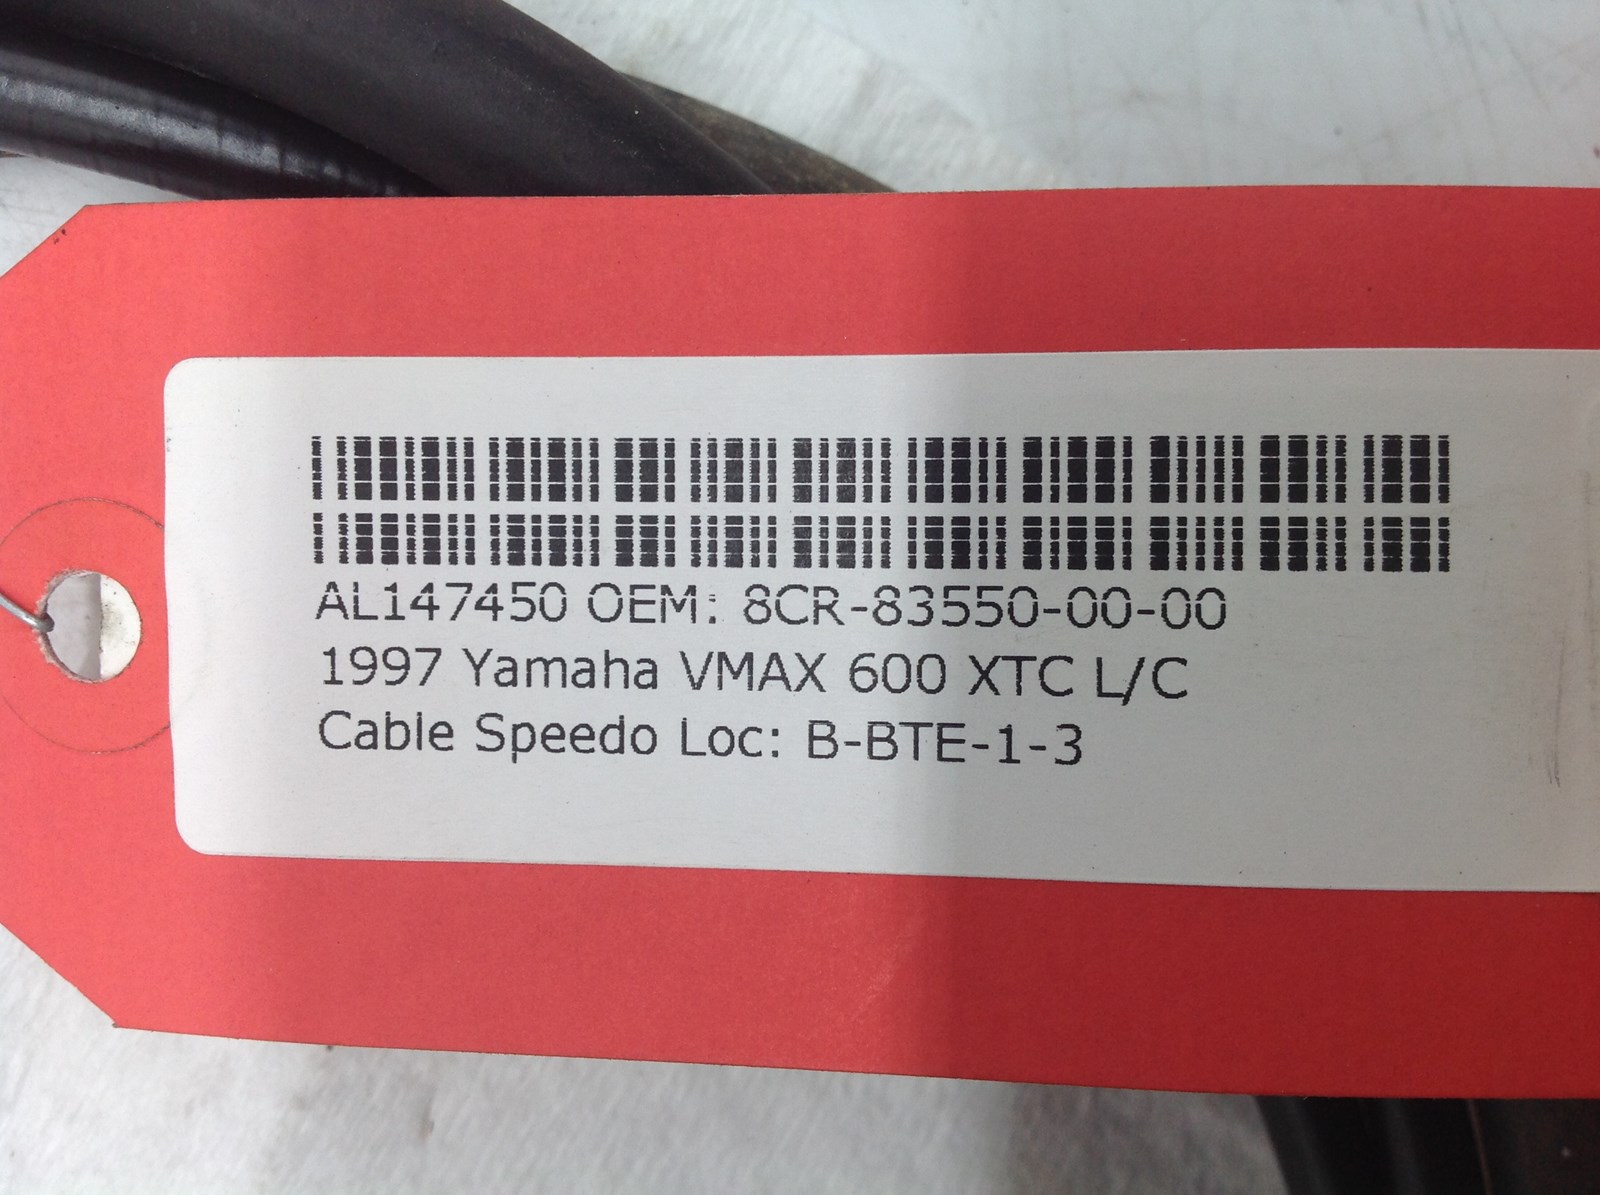 AL147450 OEM: 8CR-83550-00-00
1997 Yamaha VMAX 600 XTC L/C
Cable Speedo Loc: B-BTE-1-3